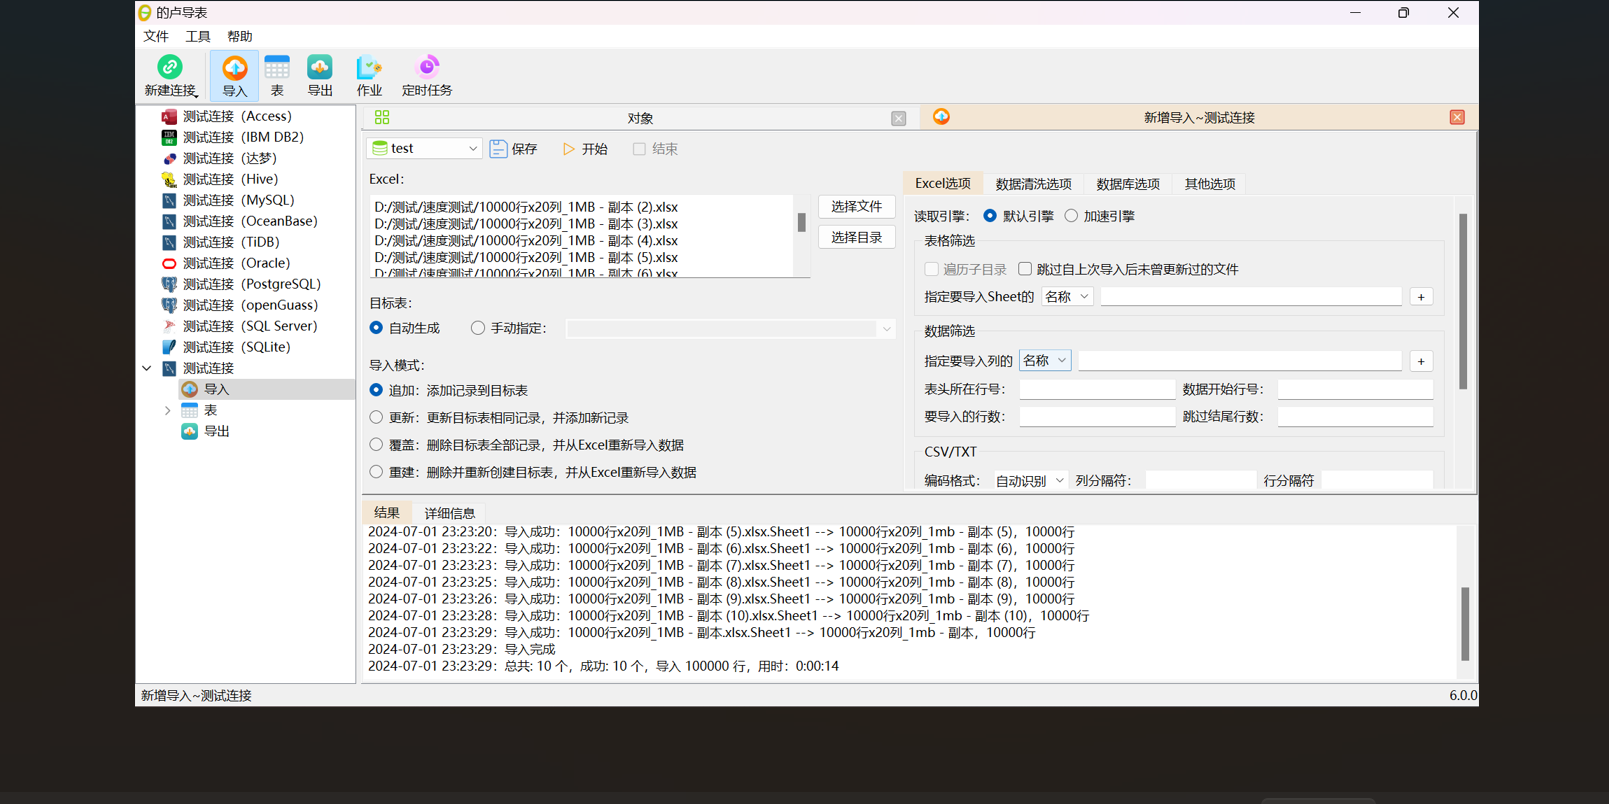 的卢导表
文件 工具 帮助
新建连接 导入 表 导出 作业 定时任务
测试连接（Access）
测试连接（IBM DB2）
测试连接（达梦）
测试连接（Hive）
测试连接（MySQL）
测试连接（OceanBase）
测试连接（TiDB）
测试连接（Oracle）
测试连接（PostgreSQL）
测试连接（openGuass）
测试连接（SQL Server）
测试连接（SQLite）
测试连接
导入
表
导出
对象
新增导入~测试连接
test 保存 开始 结束
Excel：
D:/测试/速度测试/10000行x20列_1MB - 副本 (2).xlsx
D:/测试/速度测试/10000行x20列_1MB - 副本 (3).xlsx
D:/测试/速度测试/10000行x20列_1MB - 副本 (4).xlsx
D:/测试/速度测试/10000行x20列_1MB - 副本 (5).xlsx
D:/测试/速度测试/10000行x20列_1MB - 副本 (6).xlsx
选择文件
选择目录
目标表：
自动生成 手动指定：
导入模式：
追加：添加记录到目标表
更新：更新目标表相同记录，并添加新记录
覆盖：删除目标表全部记录，并从Excel重新导入数据
重建：删除并重新创建目标表，并从Excel重新导入数据
Excel选项 数据清洗选项 数据库选项 其他选项
读取引擎： 默认引擎 加速引擎
表格筛选
遍历子目录 跳过自上次导入后未曾更新过的文件
指定要导入Sheet的 名称 +
数据筛选
指定要导入列的 名称 +
表头所在行号： 数据开始行号：
要导入的行数： 跳过结尾行数：
CSV/TXT
编码格式： 自动识别 列分隔符： 行分隔符
结果 详细信息
2024-07-01 23:23:20：导入成功：10000行x20列_1MB - 副本 (5).xlsx.Sheet1 --> 10000行x20列_1mb - 副本 (5)，10000行
2024-07-01 23:23:22：导入成功：10000行x20列_1MB - 副本 (6).xlsx.Sheet1 --> 10000行x20列_1mb - 副本 (6)，10000行
2024-07-01 23:23:23：导入成功：10000行x20列_1MB - 副本 (7).xlsx.Sheet1 --> 10000行x20列_1mb - 副本 (7)，10000行
2024-07-01 23:23:25：导入成功：10000行x20列_1MB - 副本 (8).xlsx.Sheet1 --> 10000行x20列_1mb - 副本 (8)，10000行
2024-07-01 23:23:26：导入成功：10000行x20列_1MB - 副本 (9).xlsx.Sheet1 --> 10000行x20列_1mb - 副本 (9)，10000行
2024-07-01 23:23:28：导入成功：10000行x20列_1MB - 副本 (10).xlsx.Sheet1 --> 10000行x20列_1mb - 副本 (10)，10000行
2024-07-01 23:23:29：导入成功：10000行x20列_1MB - 副本.xlsx.Sheet1 --> 10000行x20列_1mb - 副本，10000行
2024-07-01 23:23:29：导入完成
2024-07-01 23:23:29：总共: 10 个，成功: 10 个，导入 100000 行，用时：0:00:14
新增导入~测试连接
6.0.0